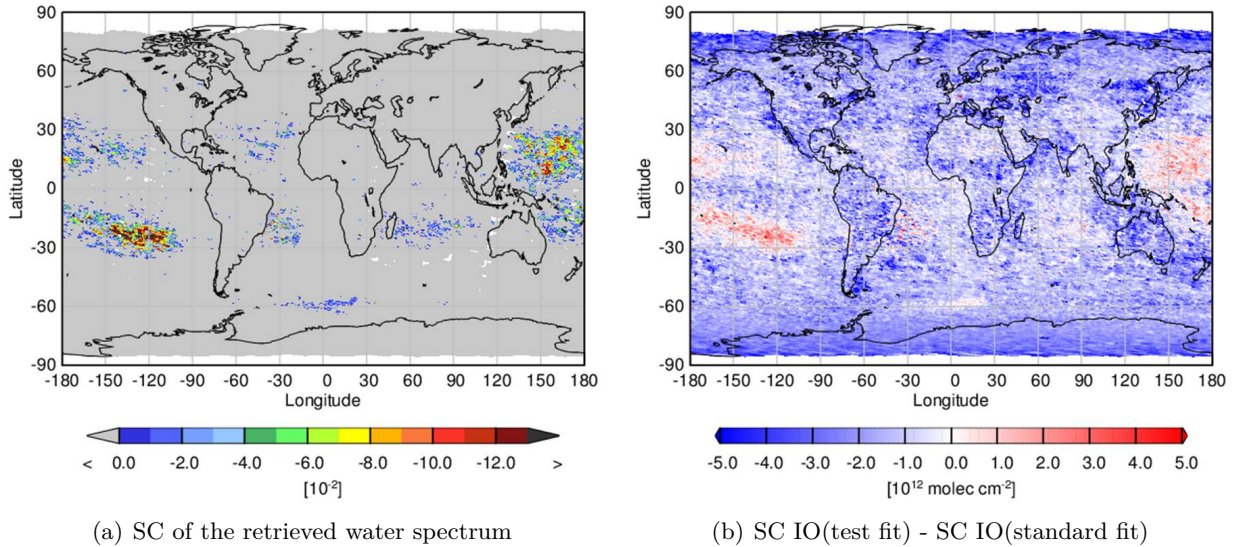 90
60
30
0
-30
-60
-90
Latitude
-180 -150 -120 -90 -60 -30 0 30 60 90 120 150 180
Longitude
< 0.0 -2.0 -4.0 -6.0 -8.0 -10.0 -12.0 >
[10⁻²]
(a) SC of the retrieved water spectrum
90
60
30
0
-30
-60
-90
Latitude
-180 -150 -120 -90 -60 -30 0 30 60 90 120 150 180
Longitude
-5.0 -4.0 -3.0 -2.0 -1.0 0.0 1.0 2.0 3.0 4.0 5.0
[10¹² molec cm⁻²]
(b) SC IO(test fit) - SC IO(standard fit)